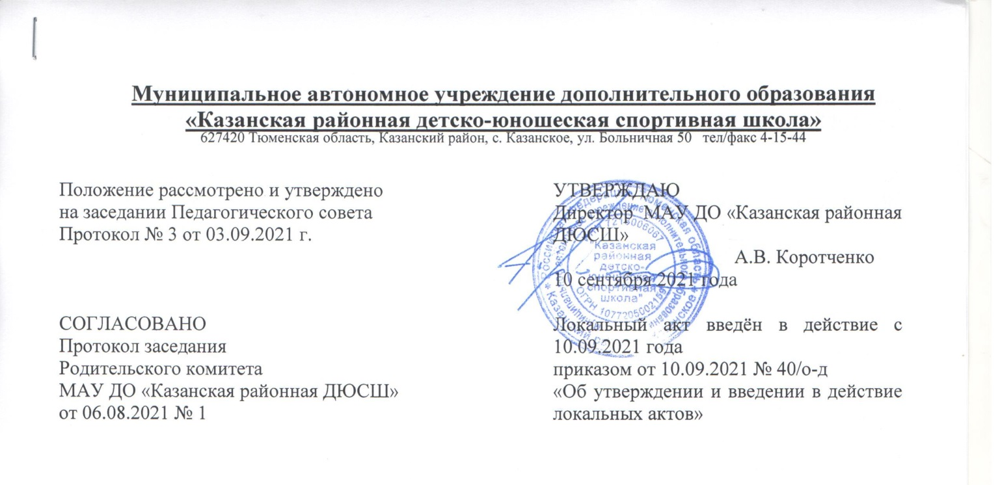 Муниципальное автономное учреждение дополнительного образования
«Казанская районная детско-юношеская спортивная школа»
627420 Тюменская область, Казанский район, с. Казанское, ул. Больничная 50 тел/факс 4-15-44
Положение рассмотрено и утверждено
на заседании Педагогического совета
Протокол № 3 от 03.09.2021 г.
СОГЛАСОВАНО
Протокол заседания
Родительского комитета
МАУ ДО «Казанская районная ДЮСШ»
от 06.08.2021 № 1
УТВЕРЖДАЮ
Директор МАУ ДО «Казанская районная
ДЮСШ»
А.В. Коротченко
10 сентября 2021 года
Локальный акт введён в действие с
10.09.2021 года
приказом от 10.09.2021 № 40/о-д
«Об утверждении и введении в действие
локальных актов»
"Казанская
районная
детско-
юношеская
спортивная
школа"
ОГРН 1077205002159